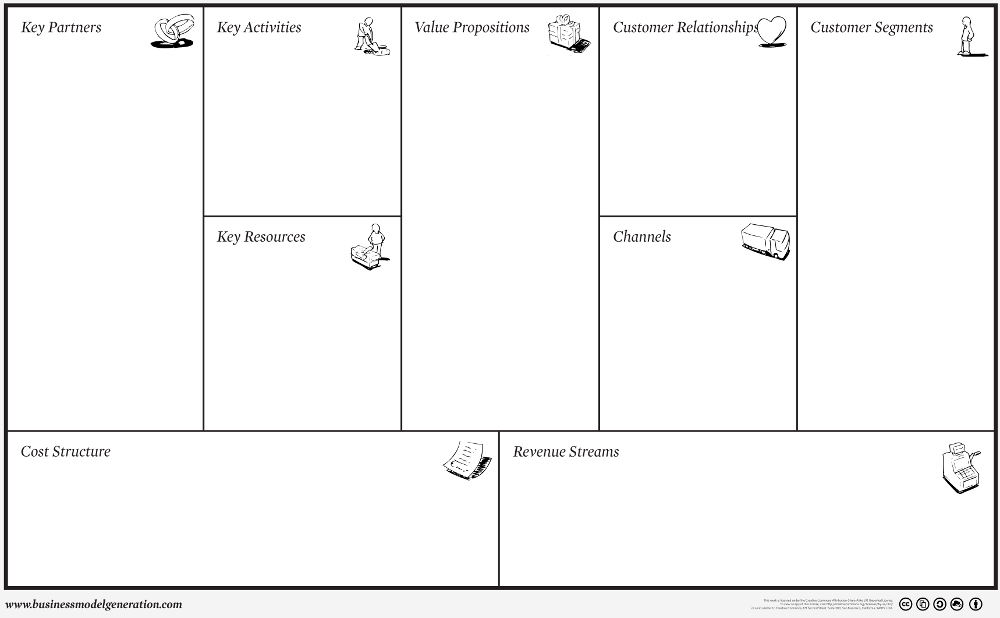 Key Partners
Key Activities
Value Propositions
Customer Relationships
Customer Segments
Key Resources
Channels
Cost Structure
Revenue Streams
www.businessmodelgeneration.com
cc